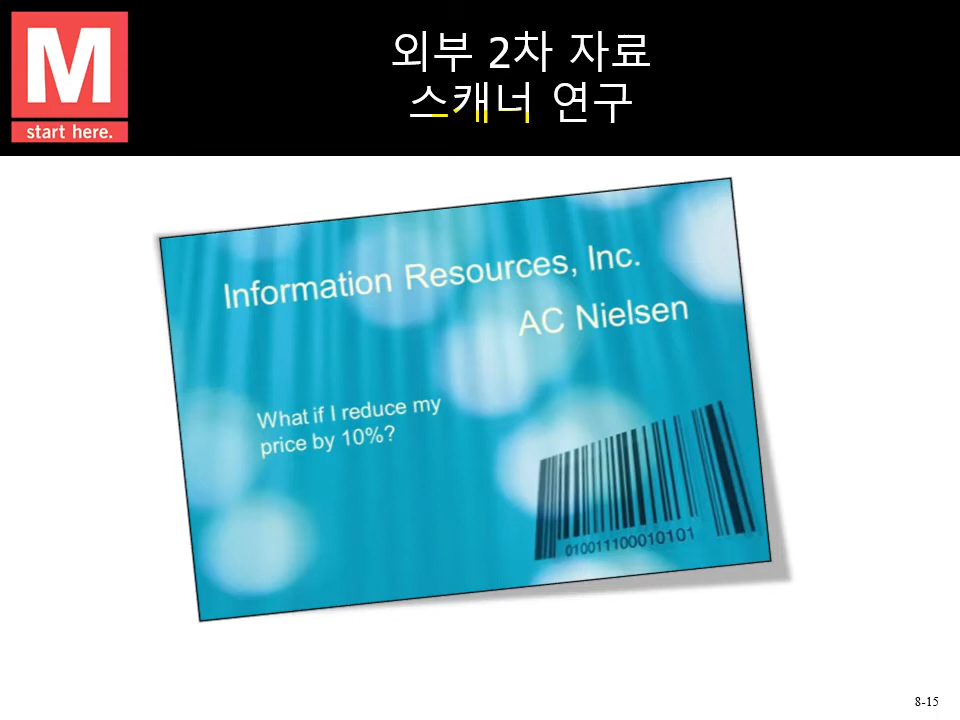 M
start here.
외부 2차 자료
스캐너 연구
Information Resources, Inc.
AC Nielsen
What if I reduce my
price by 10%?
010011100010101
8-15